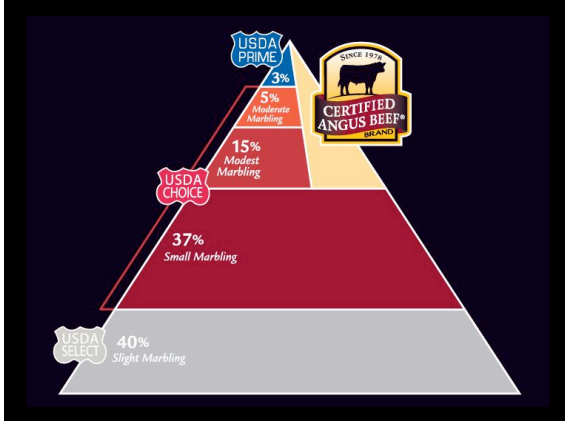 USDA
PRIME
3%
SINCE 1978
CERTIFIED
ANGUS BEEF®
BRAND
5%
Moderate
Marbling
15%
Modest
Marbling
USDA
CHOICE
37%
Small Marbling
USDA
SELECT
40%
Slight Marbling